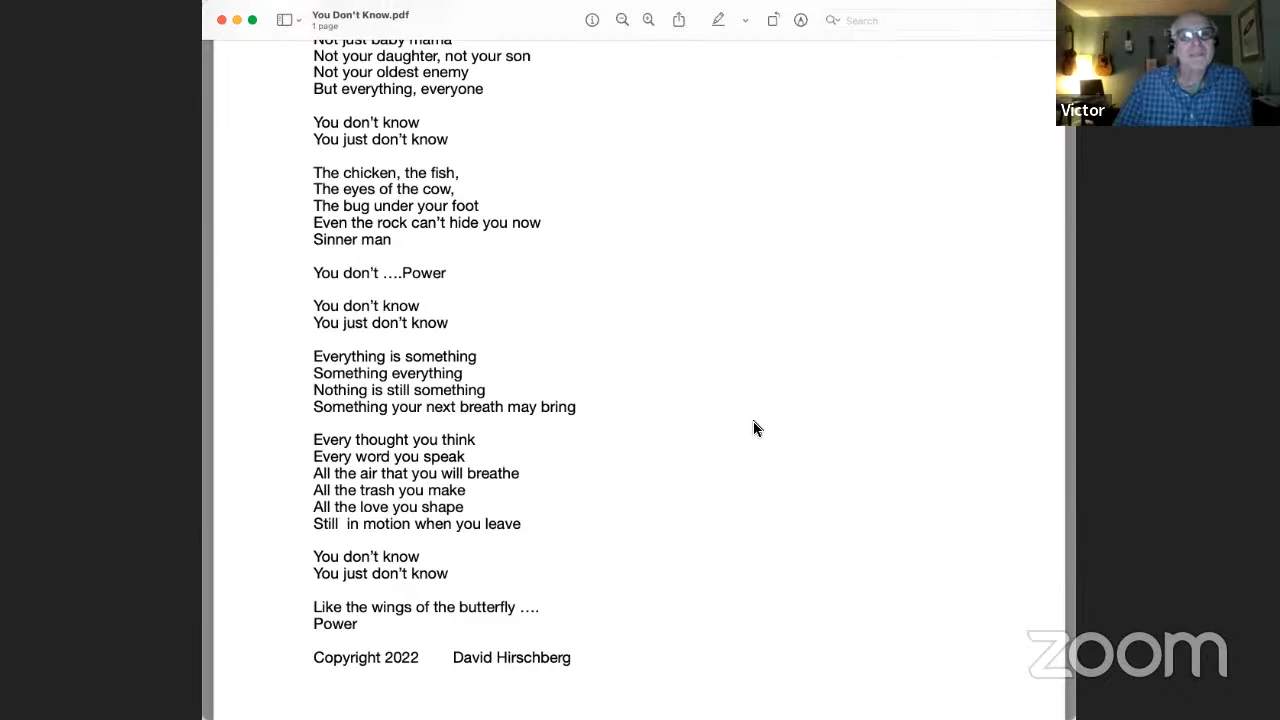 You Don't Know.pdf
1 page
Search
Victor
Not just baby mama
Not your daughter, not your son
Not your oldest enemy
But everything, everyone
You don't know
You just don't know
The chicken, the fish,
The eyes of the cow,
The bug under your foot
Even the rock can't hide you now
Sinner man
You don't ….Power
You don't know
You just don't know
Everything is something
Something everything
Nothing is still something
Something your next breath may bring
Every thought you think
Every word you speak
All the air that you will breathe
All the trash you make
All the love you shape
Still  in motion when you leave
You don't know
You just don't know
Like the wings of the butterfly ….
Power
Copyright 2022 David Hirschberg
zoom